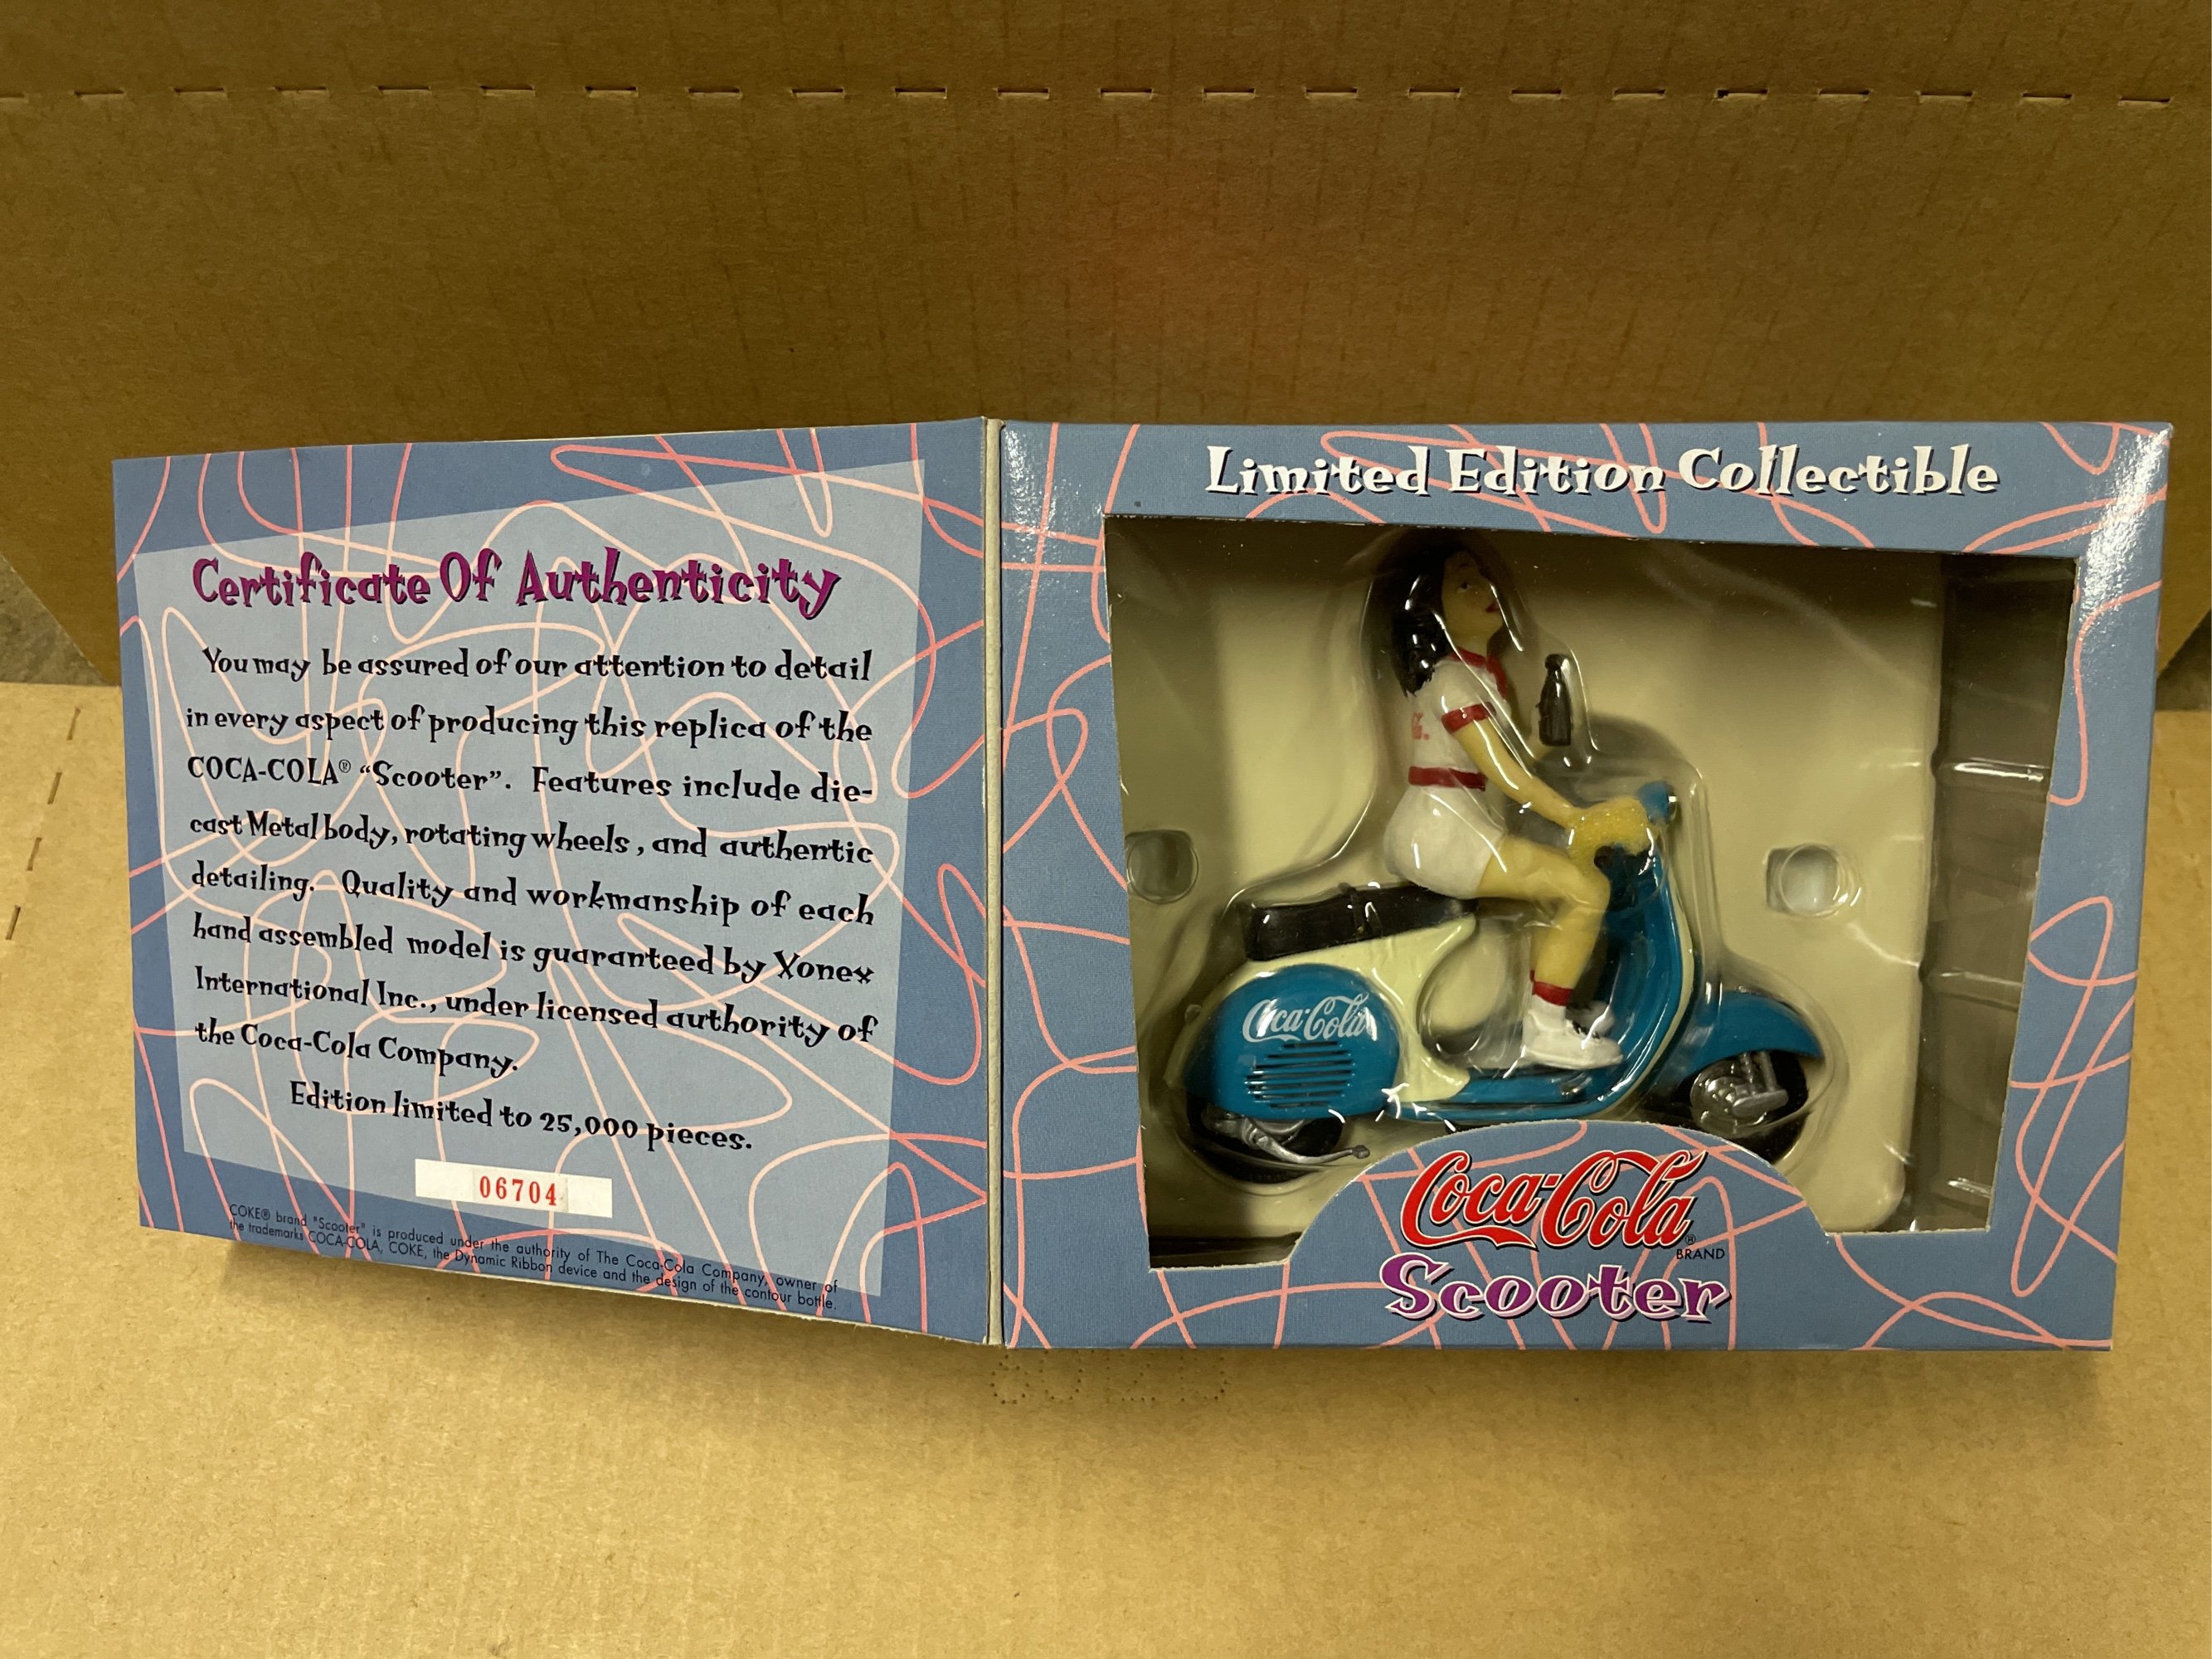 Certificate Of Authenticity
You may be assured of our attention to detail
in every aspect of producing this replica of the
COCA-COLA® “Scooter”. Features include die-
cast Metal body, rotating wheels, and authentic
detailing. Quality and workmanship of each
hand assembled model is guaranteed by Xonex
International Inc., under licensed authority of
the Coca-Cola Company.
Edition limited to 25,000 pieces.
06704
COKE® brand "Scooter" is produced under the authority of The Coca-Cola Company, owner of
the trademarks COCA-COLA, COKE, the Dynamic Ribbon device and the design of the contour bottle.
Limited Edition Collectible
Coca-Cola
Coca-Cola®
BRAND
Scooter